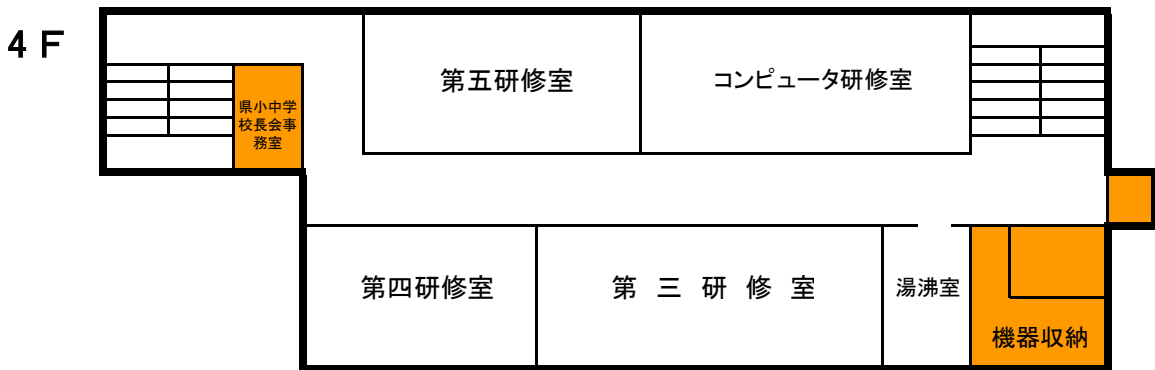 ４Ｆ
第五研修室
コンピュータ研修室
県小中学
校長会事
務室
第四研修室
第三研修室
湯沸室
機器収納